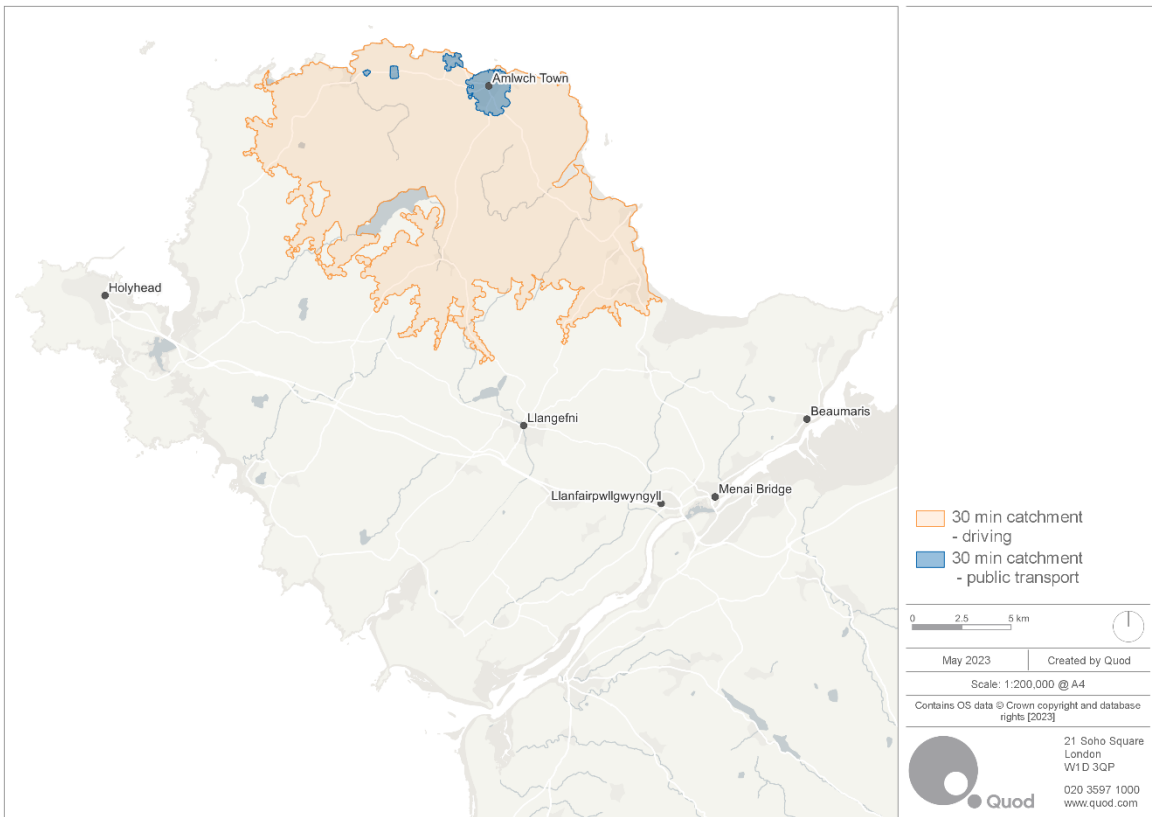 Amlwch Town
Holyhead
Llangefni
Beaumaris
Llanfairpwllgwyngyll
Menai Bridge
30 min catchment
- driving
30 min catchment
- public transport
0 2.5 5 km
May 2023
Created by Quod
Scale: 1:200,000 @ A4
Contains OS data © Crown copyright and database
rights [2023]
21 Soho Square
London
W1D 3QP
020 3597 1000
www.quod.com
Quod